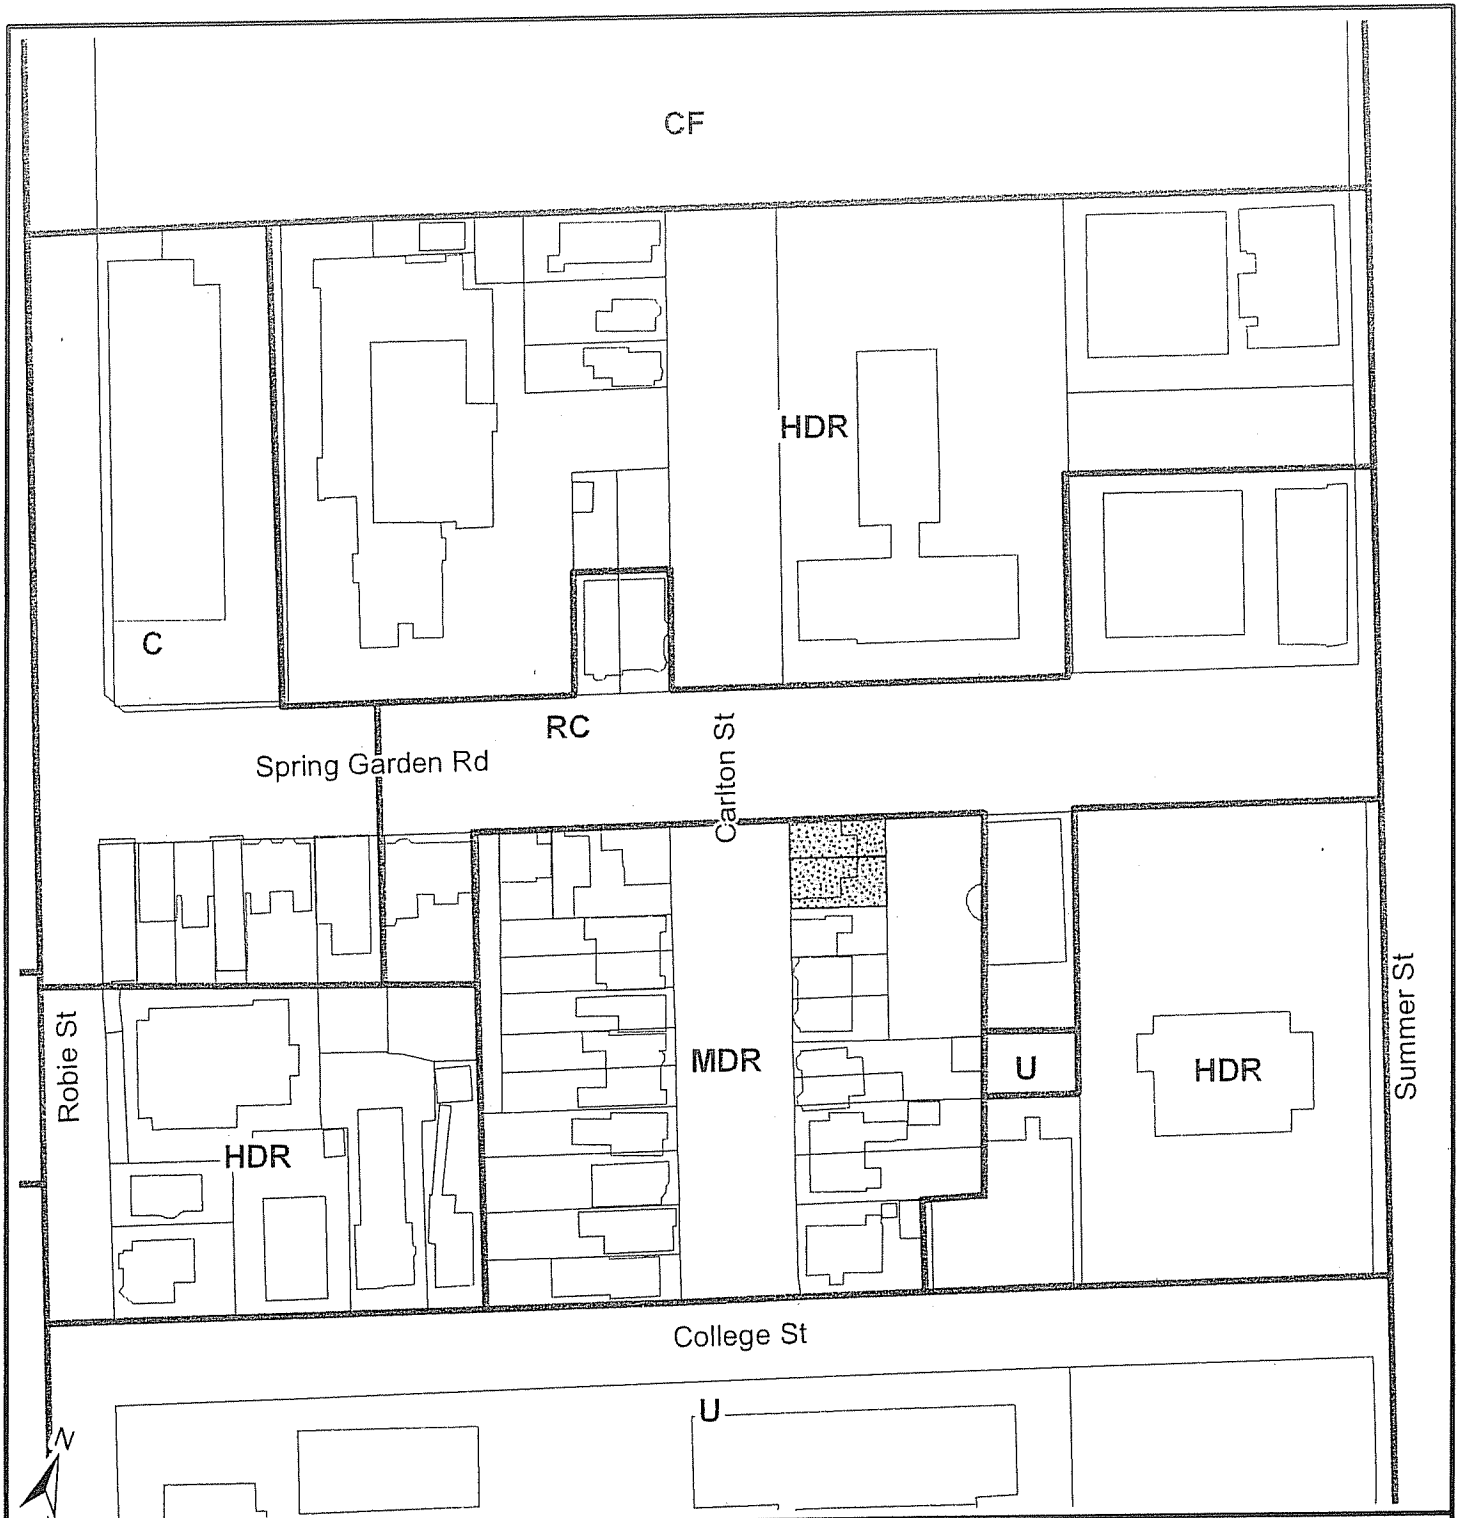 CF
HDR
C
RC
Spring Garden Rd
Carlton St
MDR
U
HDR
Summer St
Robie St
HDR
College St
U
N